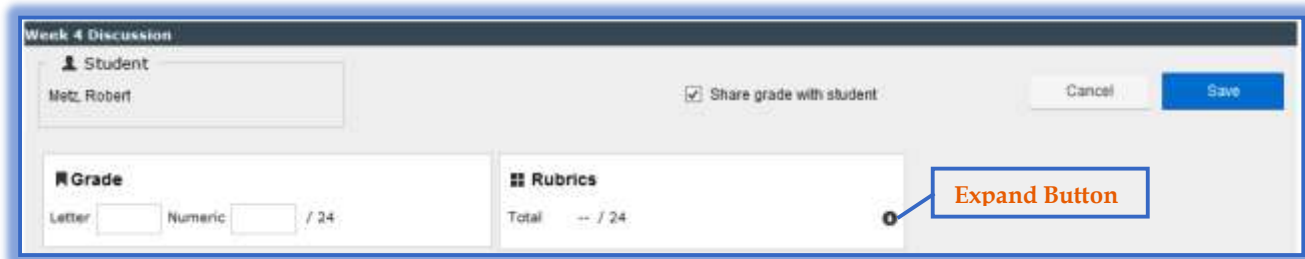 Week 4 Discussion
Student
Metz, Robert
Share grade with student
Cancel
Save
Grade
Letter Numeric / 24
Rubrics
Total -- / 24
Expand Button